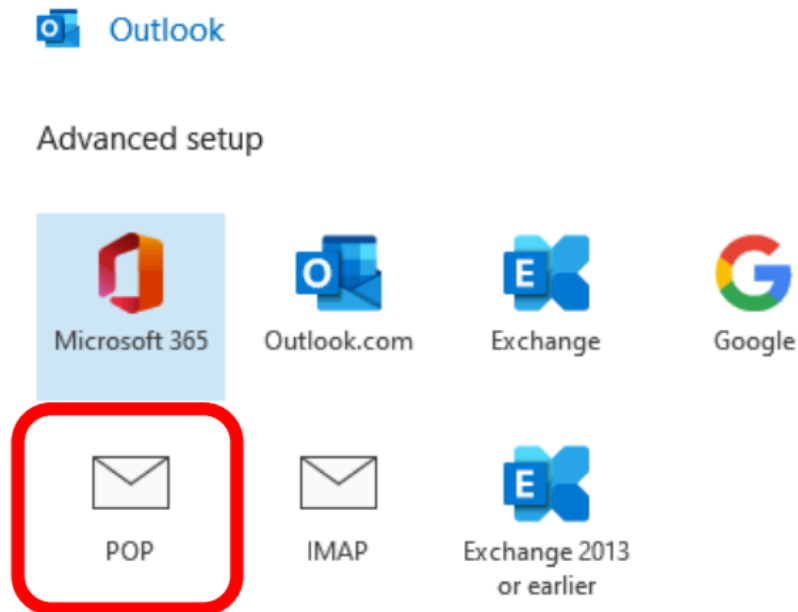 Outlook
Advanced setup
Microsoft 365
Outlook.com
Exchange
Google
POP
IMAP
Exchange 2013
or earlier